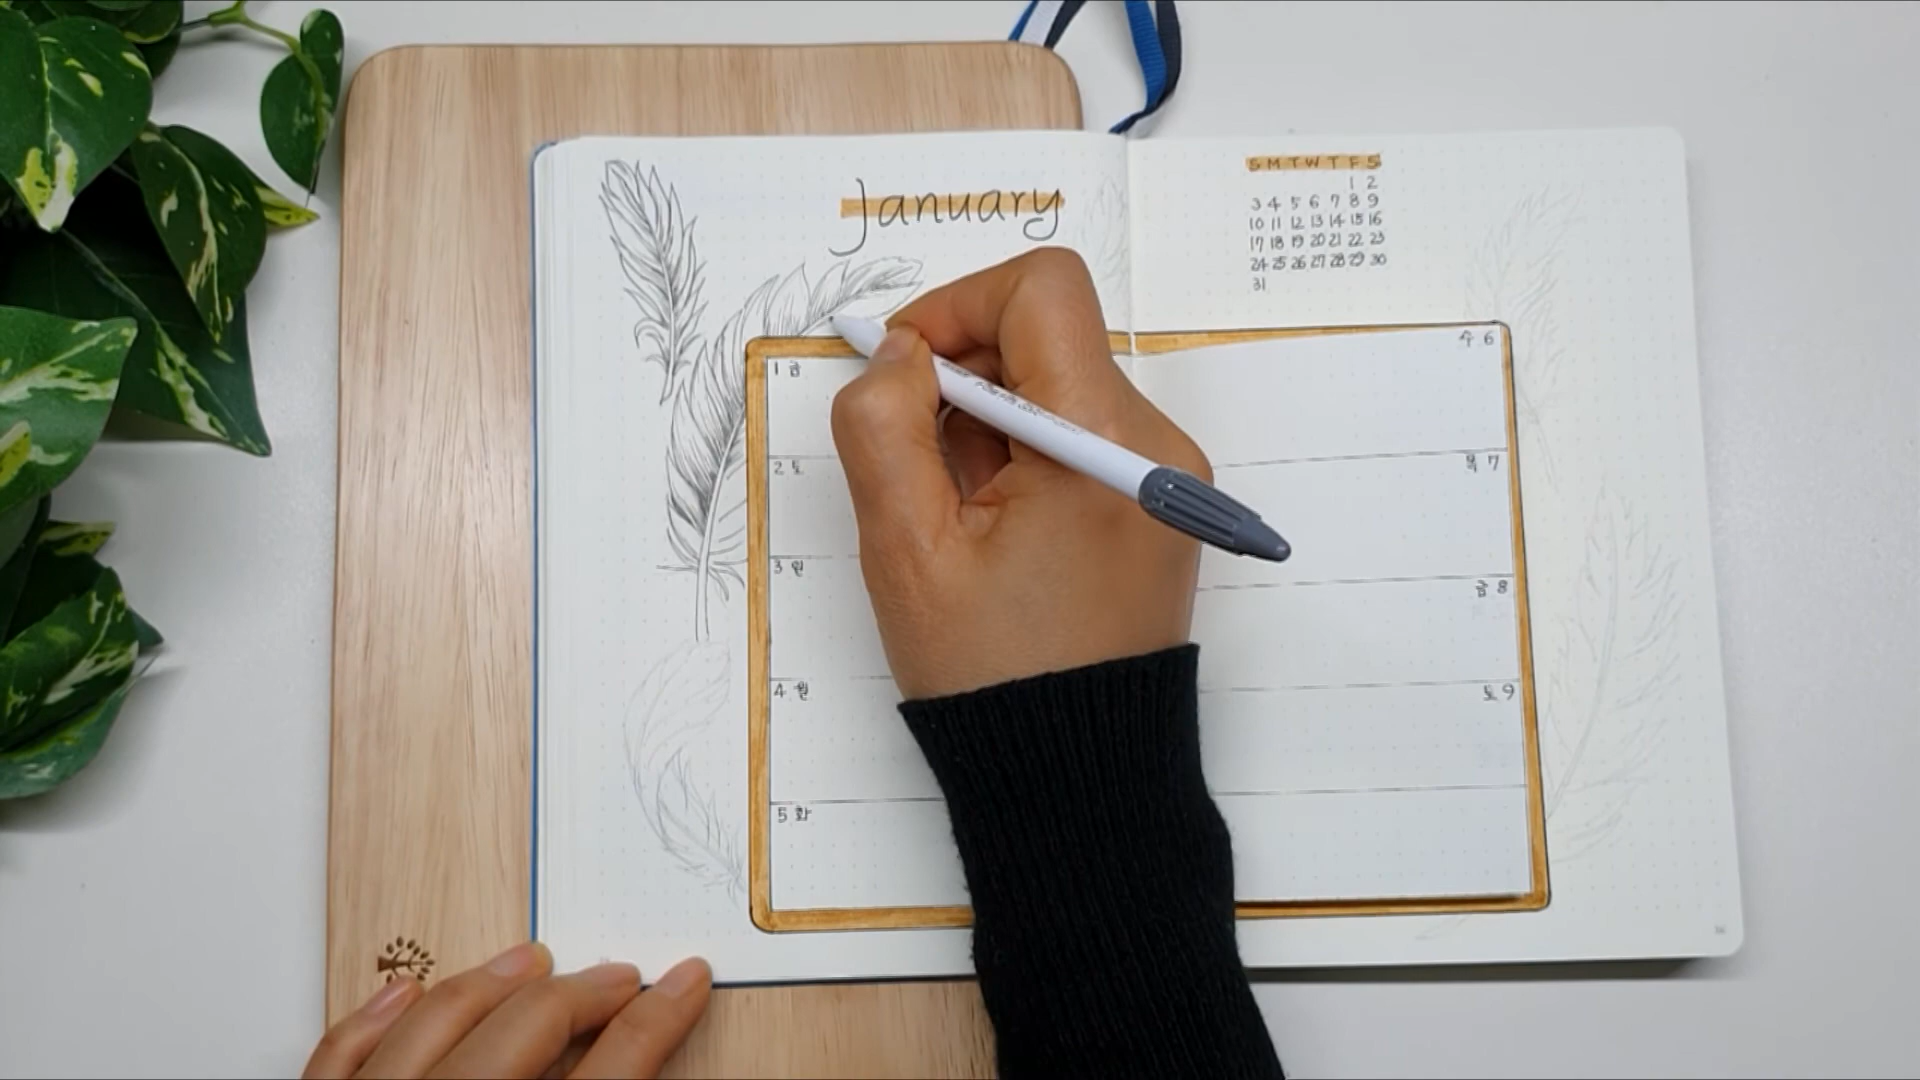 January
S M T W T F S
1 2
3 4 5 6 7 8 9
10 11 12 13 14 15 16
17 18 19 20 21 22 23
24 25 26 27 28 29 30
31
1 금
2 토
3 일
4 월
5 화
수 6
목 7
금 8
토 9